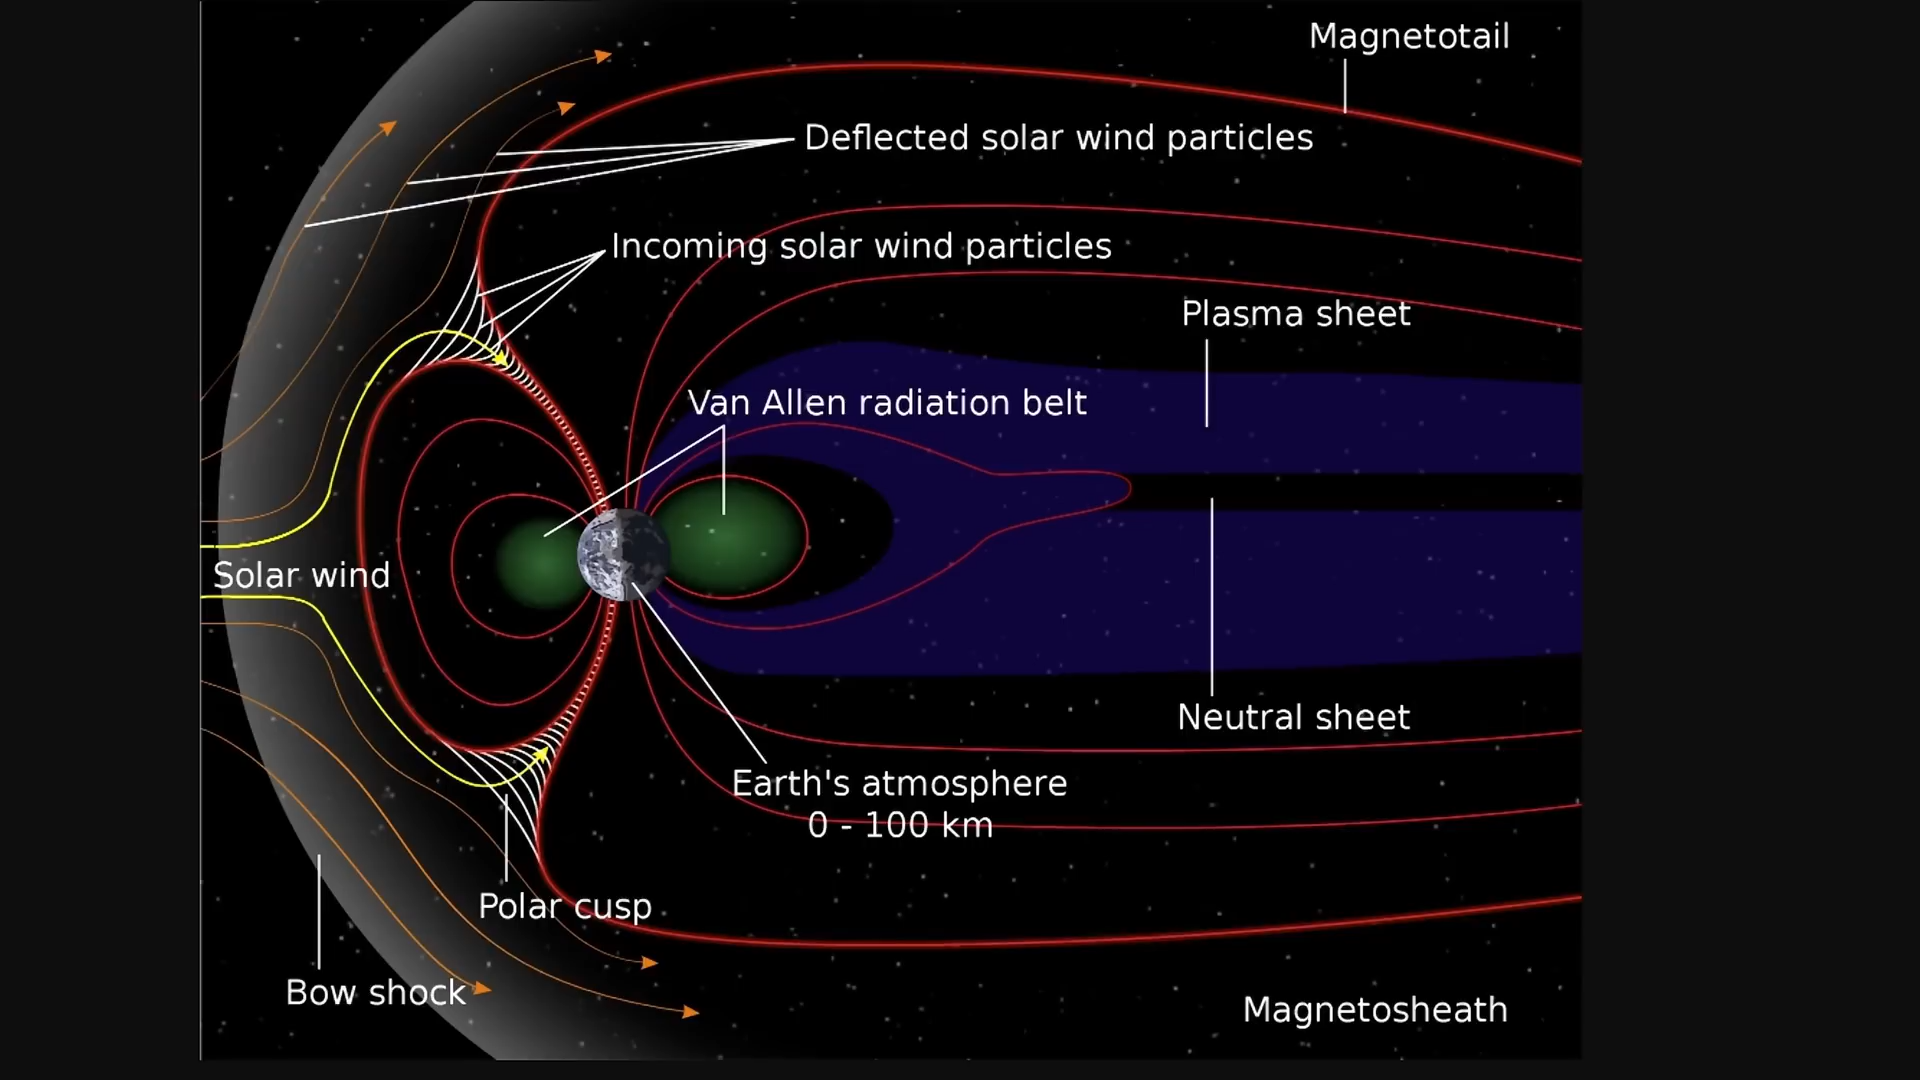 Magnetotail
Deflected solar wind particles
Incoming solar wind particles
Plasma sheet
Van Allen radiation belt
Solar wind
Neutral sheet
Earth's atmosphere
0 - 100 km
Polar cusp
Bow shock
Magnetosheath